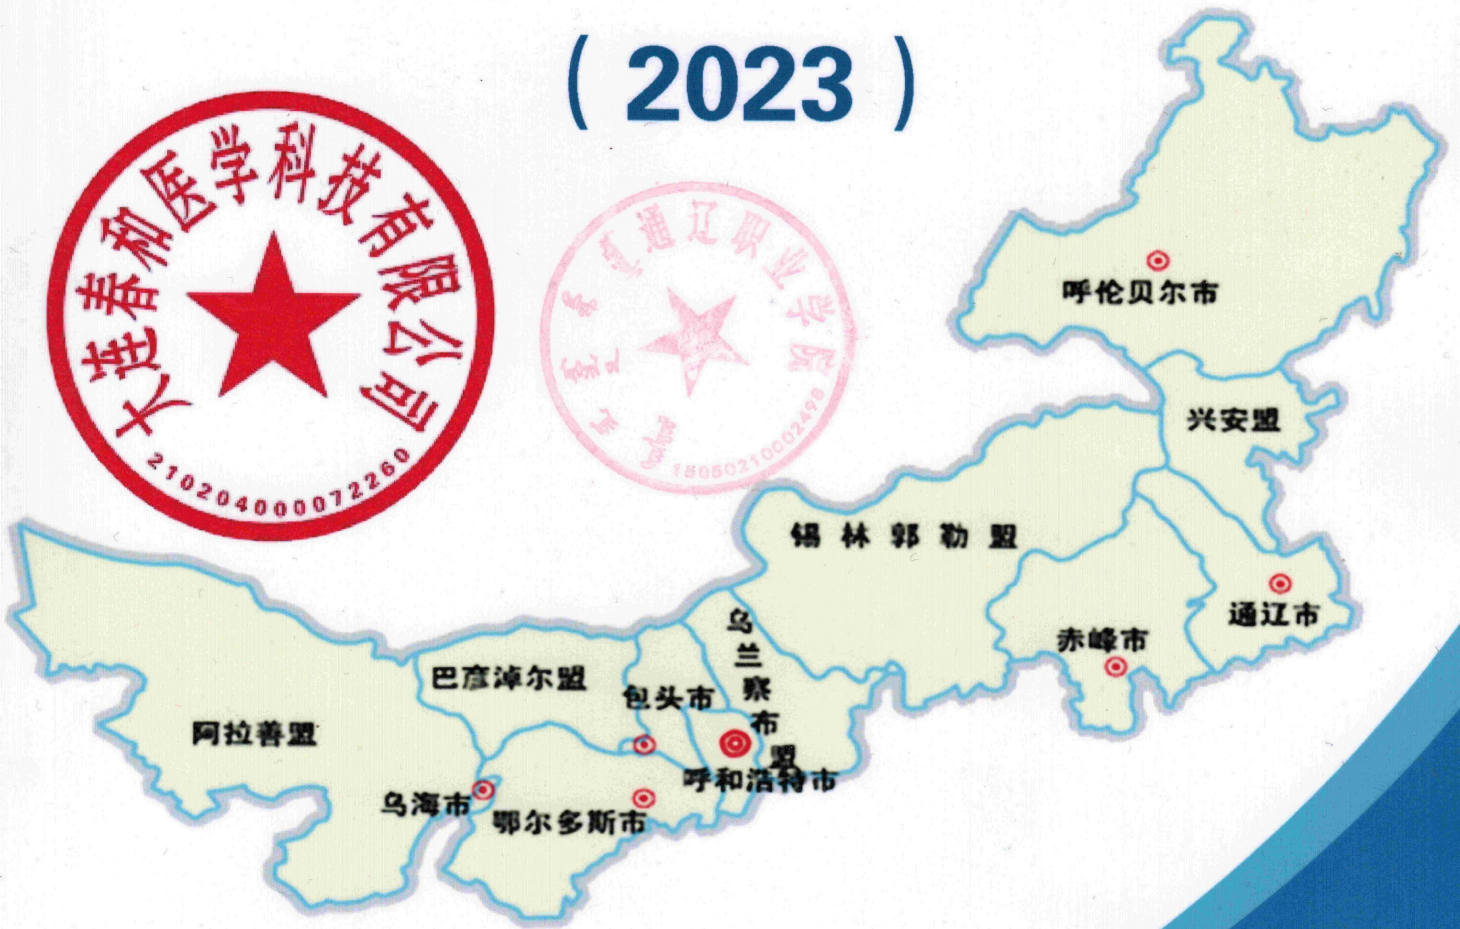 （2023）
大连春和医学科技有限公司
2102040000072260
通辽职业学院
15050210002498
呼伦贝尔市
兴安盟
锡林郭勒盟
通辽市
赤峰市
乌兰察布盟
巴彦淖尔盟
包头市
阿拉善盟
呼和浩特市
乌海市
鄂尔多斯市